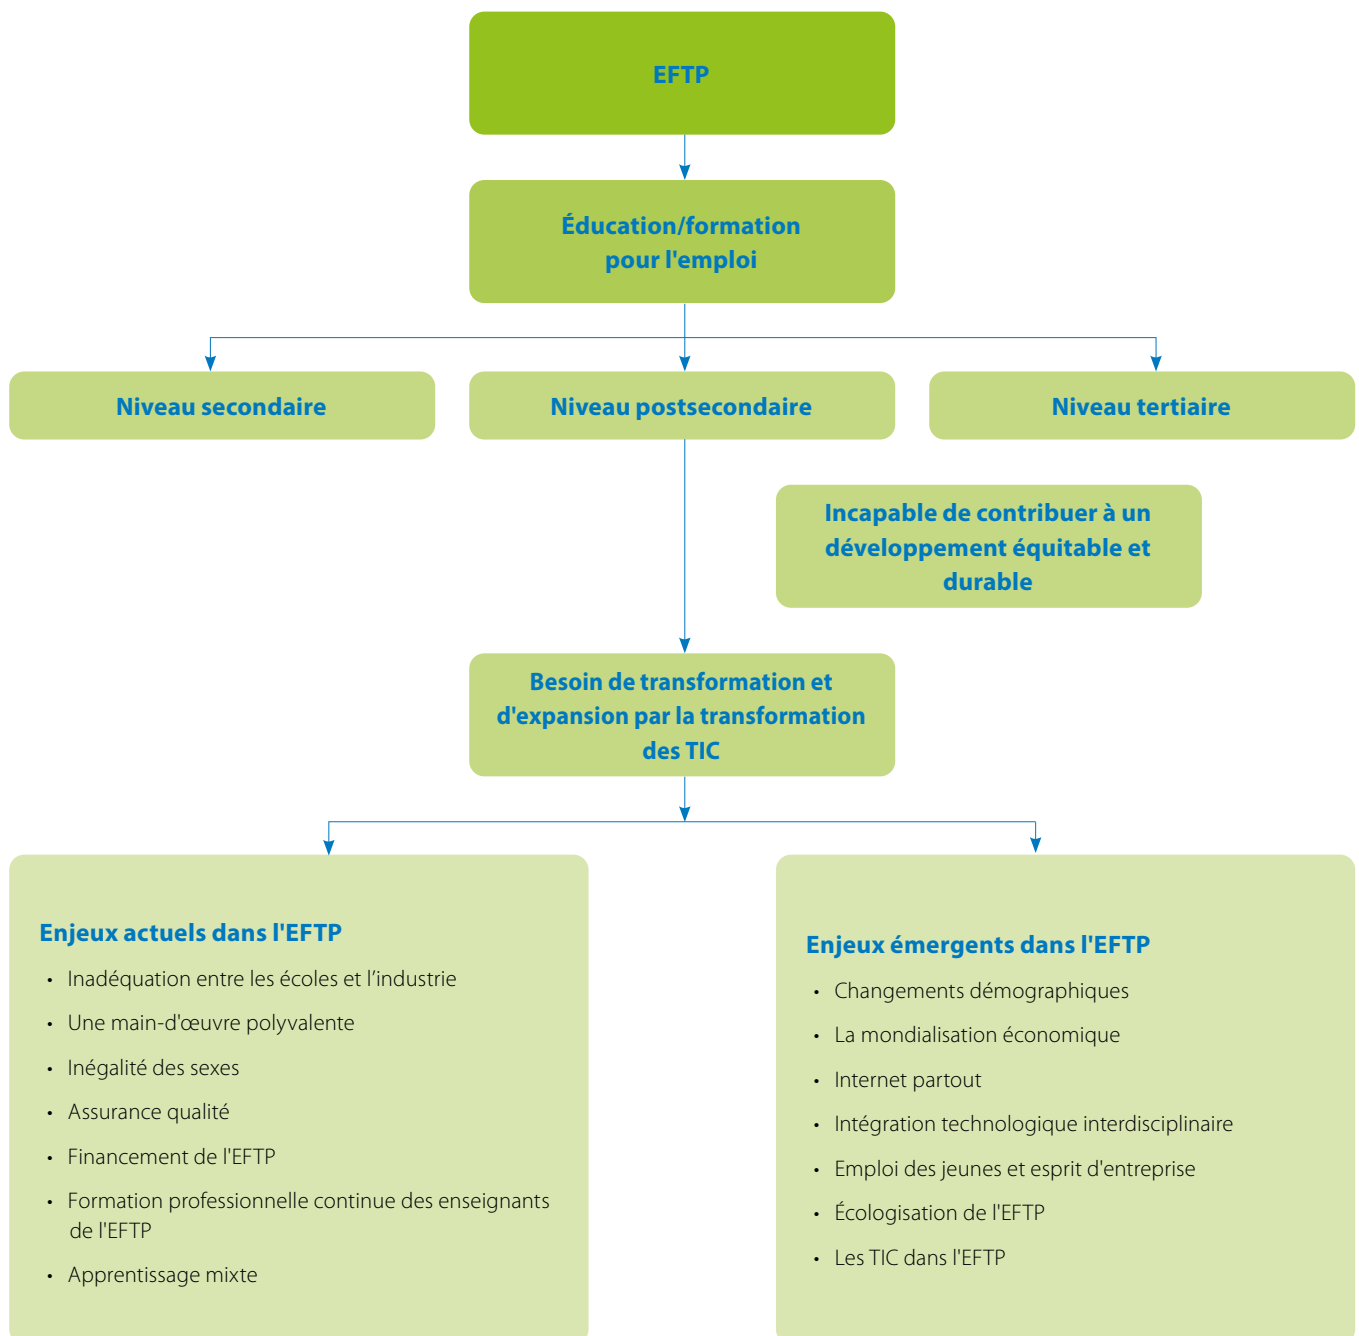 EFTP
Éducation/formation
pour l'emploi
Niveau secondaire
Niveau postsecondaire
Niveau tertiaire
Incapable de contribuer à un
développement équitable et
durable
Besoin de transformation et
d'expansion par la transformation
des TIC
Enjeux actuels dans l'EFTP
• Inadéquation entre les écoles et l’industrie
• Une main-d'œuvre polyvalente
• Inégalité des sexes
• Assurance qualité
• Financement de l'EFTP
• Formation professionnelle continue des enseignants
de l'EFTP
• Apprentissage mixte
Enjeux émergents dans l'EFTP
• Changements démographiques
• La mondialisation économique
• Internet partout
• Intégration technologique interdisciplinaire
• Emploi des jeunes et esprit d'entreprise
• Écologisation de l'EFTP
• Les TIC dans l'EFTP